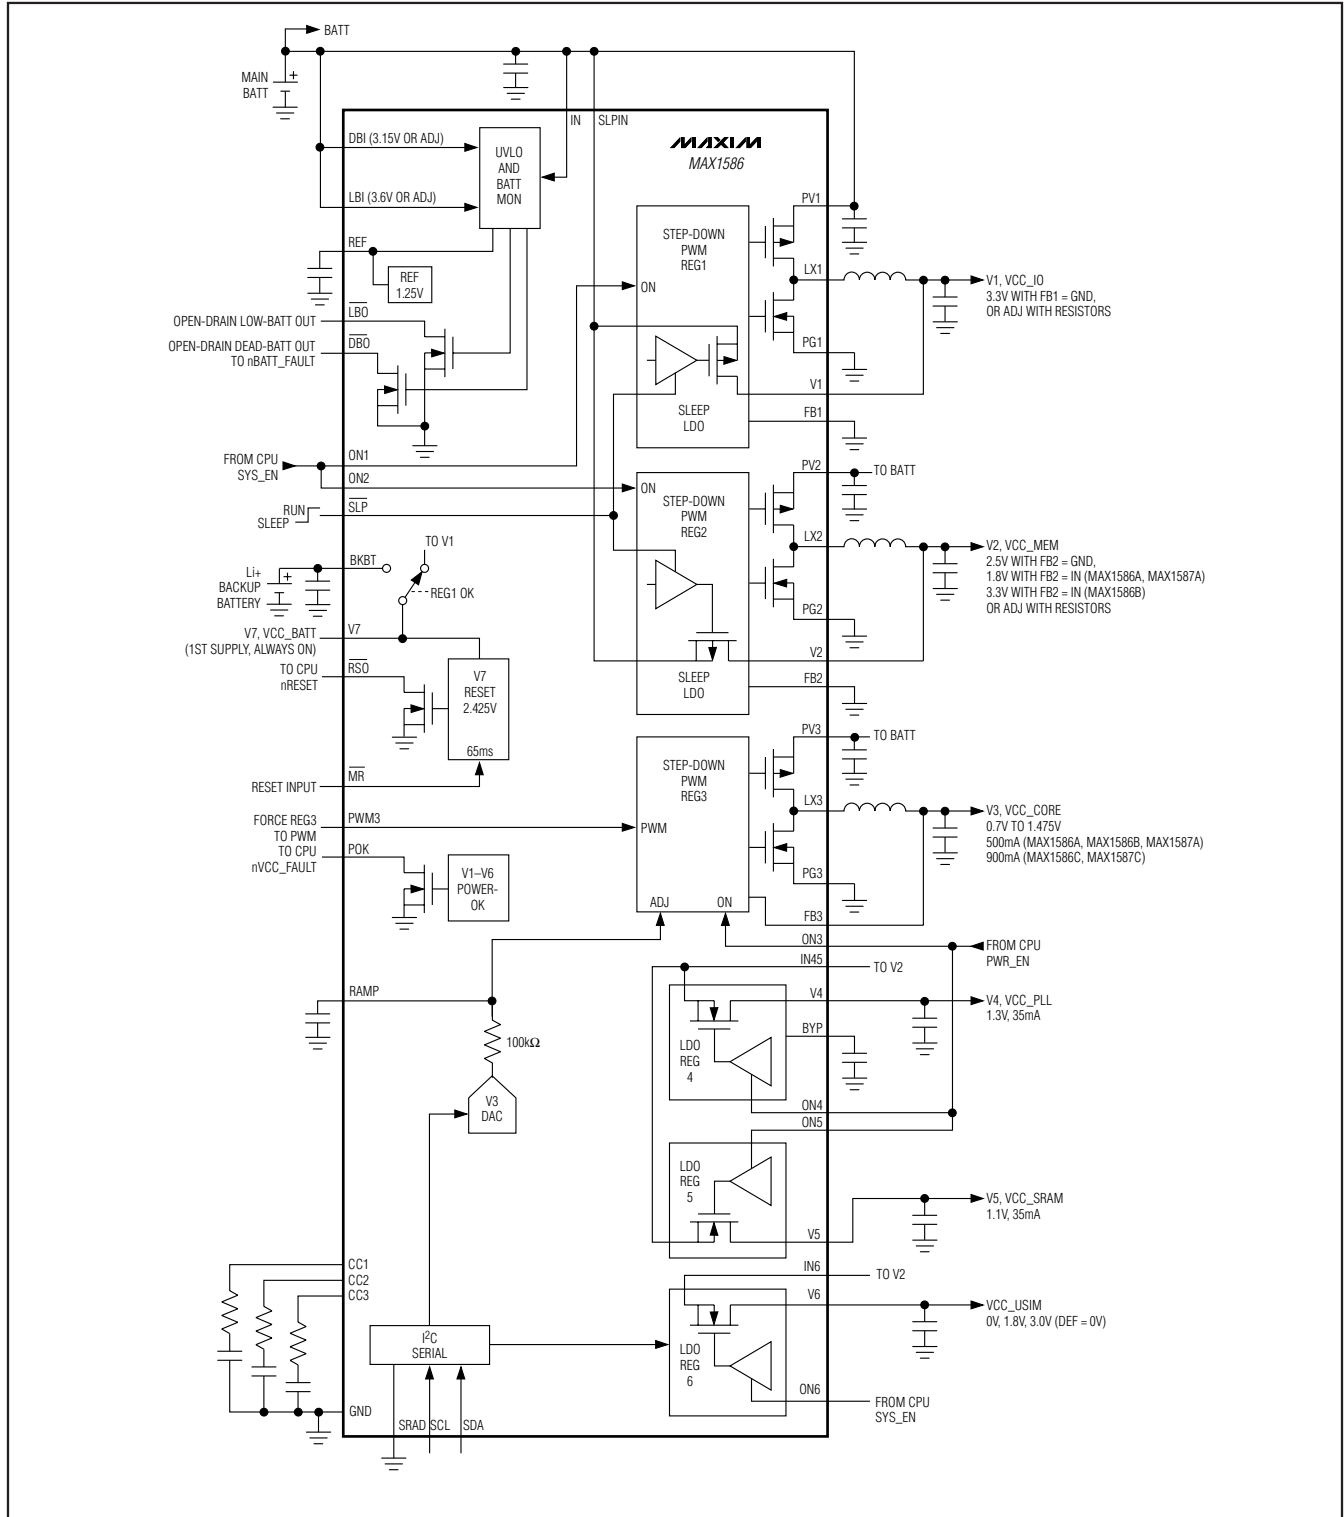 BATT
MAIN
BATT
IN
SLPIN
MAXIM
MAX1586
DBI (3.15V OR ADJ)
UVLO
AND
BATT
MON
LBI (3.6V OR ADJ)
REF
REF
1.25V
LBO
OPEN-DRAIN LOW-BATT OUT
DBO
OPEN-DRAIN DEAD-BATT OUT
TO nBATT_FAULT
PV1
STEP-DOWN
PWM
REG1
ON
LX1
V1, VCC_IO
3.3V WITH FB1 = GND,
OR ADJ WITH RESISTORS
PG1
V1
SLEEP
LDO
FB1
FROM CPU
SYS_EN
ON1
ON2
RUN
SLEEP
SLP
PV2
TO BATT
ON
STEP-DOWN
PWM
REG2
LX2
V2, VCC_MEM
2.5V WITH FB2 = GND,
1.8V WITH FB2 = IN (MAX1586A, MAX1587A)
3.3V WITH FB2 = IN (MAX1586B)
OR ADJ WITH RESISTORS
PG2
V2
SLEEP
LDO
FB2
TO V1
BKBT
Li+
BACKUP
BATTERY
REG1 OK
V7, VCC_BATT
(1ST SUPPLY, ALWAYS ON)
V7
TO CPU
nRESET
RSO
V7
RESET
2.425V
65ms
RESET INPUT
MR
PV3
TO BATT
STEP-DOWN
PWM
REG3
LX3
V3, VCC_CORE
0.7V TO 1.475V
500mA (MAX1586A, MAX1586B, MAX1587A)
900mA (MAX1586C, MAX1587C)
PWM
PG3
ADJ
ON
FB3
FORCE REG3
TO PWM
PWM3
TO CPU
nVCC_FAULT
POK
V1–V6
POWER-
OK
ON3
FROM CPU
PWR_EN
IN45
TO V2
RAMP
100kΩ
V3
DAC
V4
V4, VCC_PLL
1.3V, 35mA
BYP
LDO
REG
4
ON4
ON5
LDO
REG
5
V5, VCC_SRAM
1.1V, 35mA
V5
IN6
TO V2
V6
VCC_USIM
0V, 1.8V, 3.0V (DEF = 0V)
LDO
REG
6
ON6
FROM CPU
SYS_EN
CC1
CC2
CC3
I2C
SERIAL
GND
SRAD
SCL
SDA